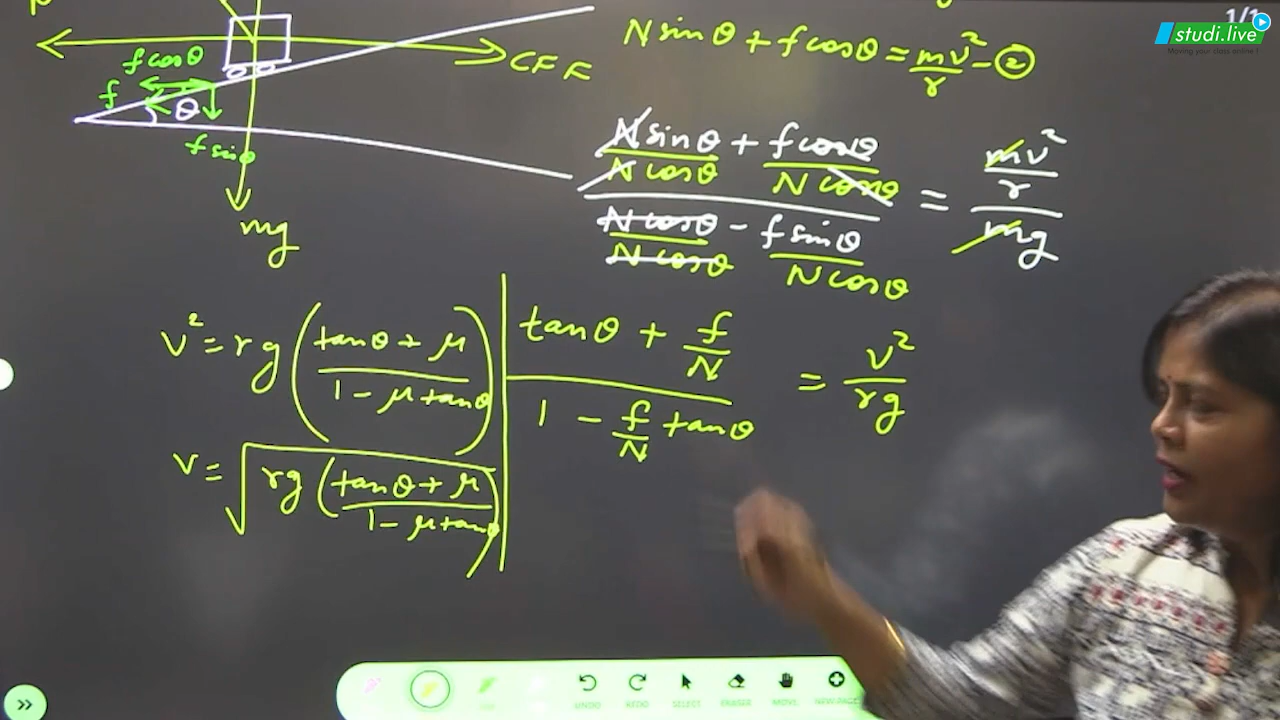 1/1
studi.live
Moving your class online !
N sin θ + f cos θ = mv²/r - ②
f cos θ
CFF
f
θ
f sin θ
mg
(N sin θ / N cos θ + f cos θ / N cos θ) / (N cos θ / N cos θ - f sin θ / N cos θ) = (mv²/r) / (mg)
v² = rg ( (tan θ + μ) / (1 - μ tan θ) )
(tan θ + f/N) / (1 - f/N tan θ) = v²/rg
v = √( rg ( (tan θ + μ) / (1 - μ tan θ) ) )
UNDO REDO SELECT ERASER MOVE NEW PAGE